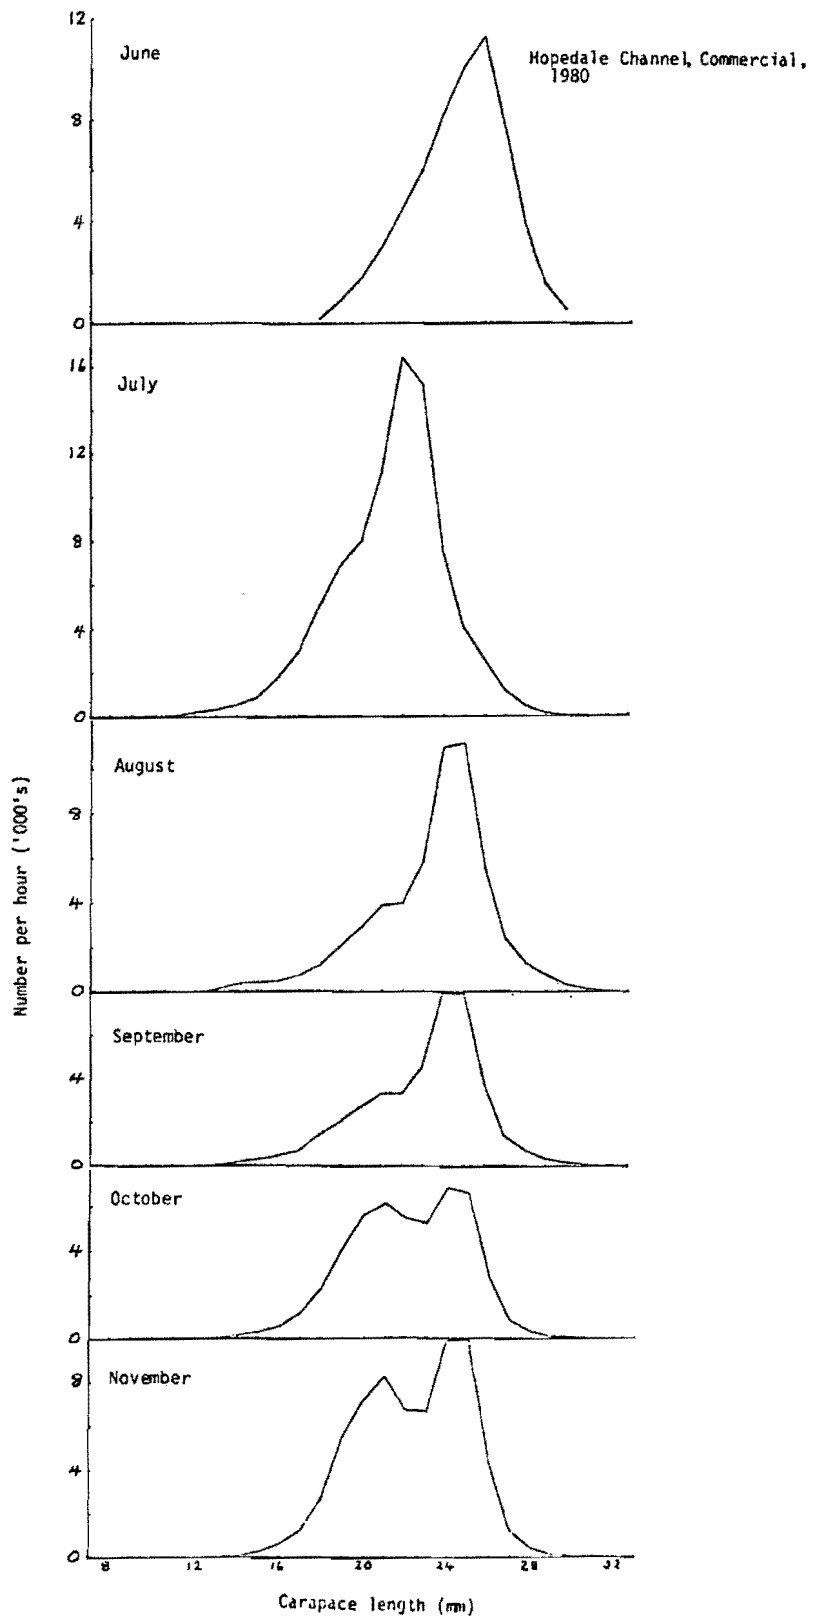 12
June
Hopedale Channel, Commercial,
1980
8
4
0
16
July
12
8
4
0
August
8
4
0
Number per hour ('000's)
September
4
0
October
4
0
November
8
4
0
8 12 16 20 24 28 32
Carapace length (mm)